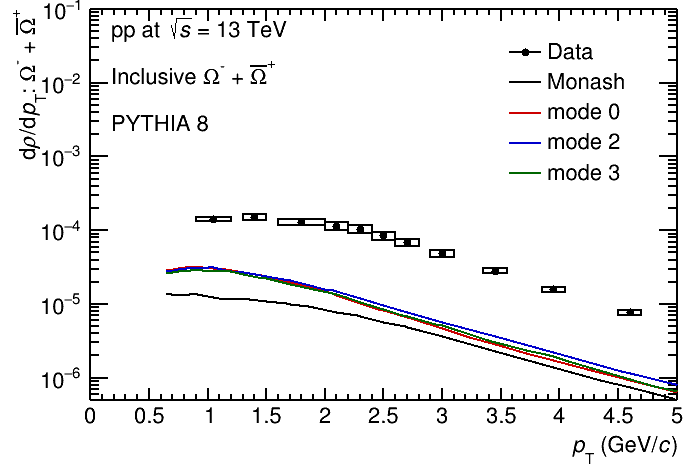 dρ/dp_T: Ω⁻ + Ω̅⁺
10⁻¹
10⁻²
10⁻³
10⁻⁴
10⁻⁵
10⁻⁶
pp at √s = 13 TeV
Inclusive Ω⁻ + Ω̅⁺
PYTHIA 8
Data
Monash
mode 0
mode 2
mode 3
0 0.5 1 1.5 2 2.5 3 3.5 4 4.5 5
p_T (GeV/c)